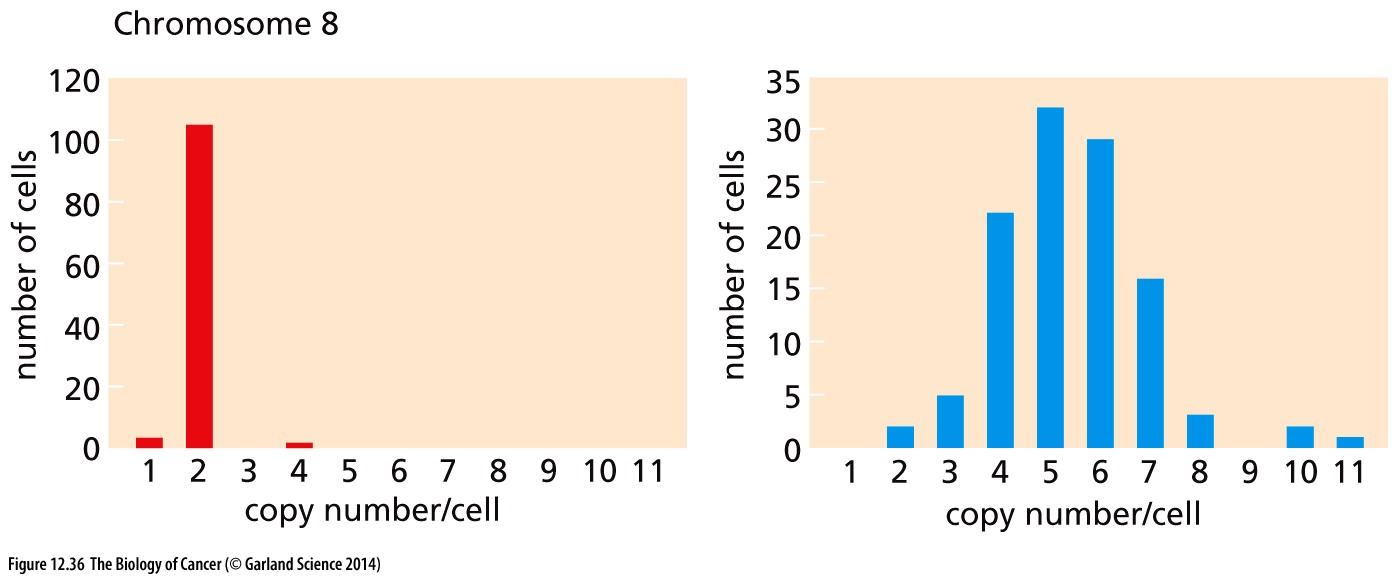 Chromosome 8
120
100
80
60
40
20
0
number of cells
1 2 3 4 5 6 7 8 9 10 11
copy number/cell
35
30
25
20
15
10
5
0
number of cells
1 2 3 4 5 6 7 8 9 10 11
copy number/cell
Figure 12.36 The Biology of Cancer (© Garland Science 2014)